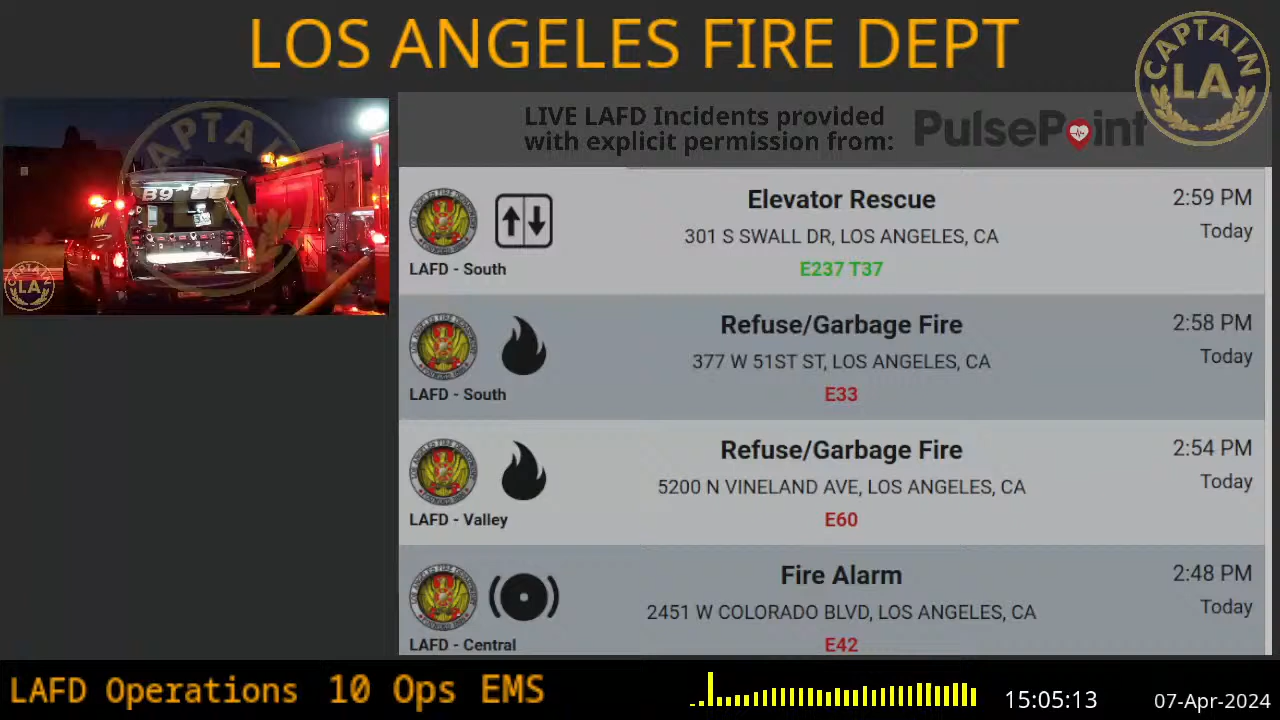 LOS ANGELES FIRE DEPT
CAPTAIN
LA
LIVE LAFD Incidents provided
with explicit permission from:
PulsePoint
CAPTAIN
B9
CAPTAIN
LA
Elevator Rescue
2:59 PM
301 S SWALL DR, LOS ANGELES, CA
Today
LAFD - South
E237 T37
Refuse/Garbage Fire
2:58 PM
377 W 51ST ST, LOS ANGELES, CA
Today
LAFD - South
E33
Refuse/Garbage Fire
2:54 PM
5200 N VINELAND AVE, LOS ANGELES, CA
Today
LAFD - Valley
E60
Fire Alarm
2:48 PM
2451 W COLORADO BLVD, LOS ANGELES, CA
Today
LAFD - Central
E42
LAFD Operations 10 Ops EMS
15:05:13
07-Apr-2024